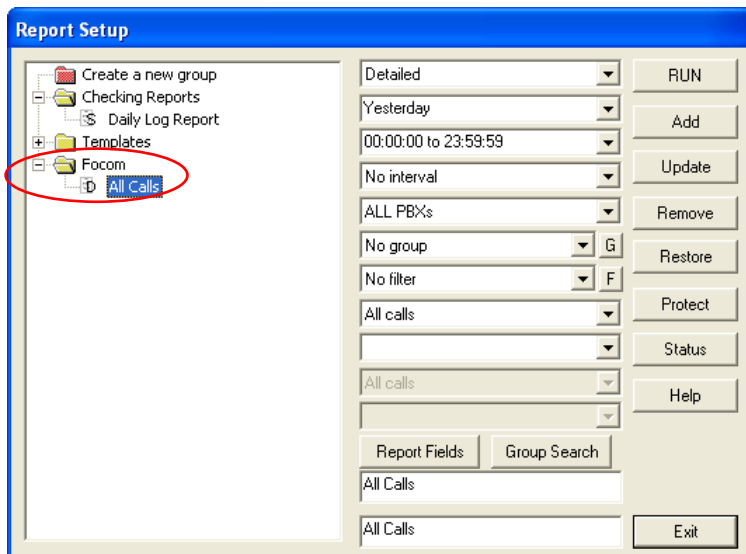 Report Setup
Create a new group
Checking Reports
S Daily Log Report
Templates
Focom
D All Calls
Detailed
Yesterday
00:00:00 to 23:59:59
No interval
ALL PBXs
No group
G
No filter
F
All calls
All calls
Report Fields
Group Search
All Calls
All Calls
RUN
Add
Update
Remove
Restore
Protect
Status
Help
Exit